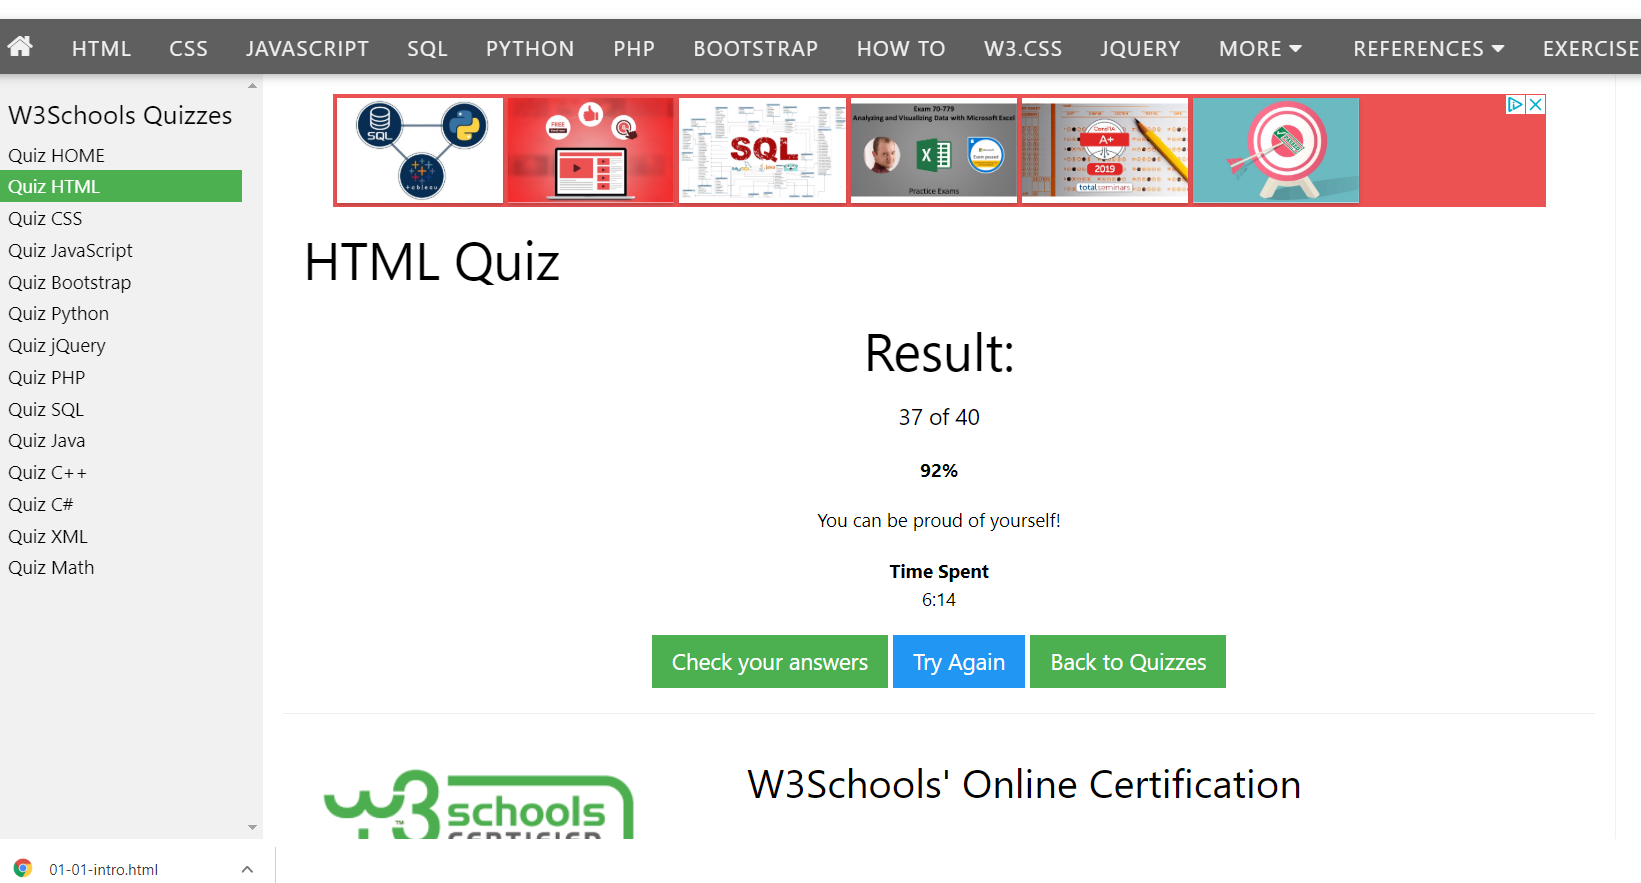 HTML CSS JAVASCRIPT SQL PYTHON PHP BOOTSTRAP HOW TO W3.CSS JQUERY MORE REFERENCES EXERCISE
W3Schools Quizzes
Quiz HOME
Quiz HTML
Quiz CSS
Quiz JavaScript
Quiz Bootstrap
Quiz Python
Quiz jQuery
Quiz PHP
Quiz SQL
Quiz Java
Quiz C++
Quiz C#
Quiz XML
Quiz Math
SQL
+ a b l e a u
FREE
SQL
Exam 70-779
Analyzing and Visualizing Data with Microsoft Excel
Practice Exams
CompTIA
A+
2019
totalseminars
HTML Quiz
Result:
37 of 40
92%
You can be proud of yourself!
Time Spent
6:14
Check your answers Try Again Back to Quizzes
w3schools
TM
CERTIFIED
W3Schools' Online Certification
01-01-intro.html